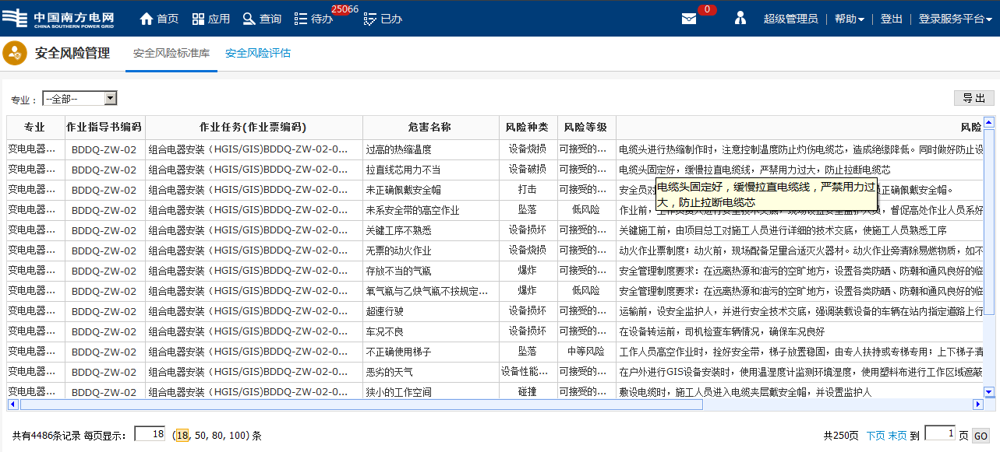 中国南方电网 CHINA SOUTHERN POWER GRID 首页 应用 查询 待办 25066 已办 0 超级管理员 | 帮助 | 登出 | 登录服务平台
安全风险管理 安全风险标准库 安全风险评估
专业： --全部-- 导 出
专业 作业指导书编码 作业任务(作业票编码) 危害名称 风险种类 风险等级 风险
变电电器... BDDQ-ZW-02 组合电器安装（HGIS/GIS)BDDQ-ZW-02-0... 过高的热缩温度 设备烧损 可接受的... 电缆头进行热缩制作时，注意控制温度防止灼伤电缆芯，造成绝缘降低。同时做好防止设
变电电器... BDDQ-ZW-02 组合电器安装（HGIS/GIS)BDDQ-ZW-02-0... 拉直线芯用力不当 设备破损 可接受的... 电缆头固定好，缓慢拉直电缆线，严禁用力过大，防止拉断电缆芯
变电电器... BDDQ-ZW-02 组合电器安装（HGIS/GIS)BDDQ-ZW-02-0... 未正确佩戴安全帽 打击 可接受的... 安全员对 正确佩戴安全帽。
电缆头固定好，缓慢拉直电缆线，严禁用力过
大，防止拉断电缆芯
变电电器... BDDQ-ZW-02 组合电器安装（HGIS/GIS)BDDQ-ZW-02-0... 未系安全带的高空作业 坠落 低风险 作业前，工作负责人进行安全技术交底，现场设置安全监护人员，督促高处作业人员系好
变电电器... BDDQ-ZW-02 组合电器安装（HGIS/GIS)BDDQ-ZW-02-0... 关键工序不熟悉 设备损坏 可接受的... 关键施工前，由项目总工对施工人员进行详细的技术交底，使施工人员熟悉工序
变电电器... BDDQ-ZW-02 组合电器安装（HGIS/GIS)BDDQ-ZW-02-0... 无票的动火作业 设备烧损 可接受的... 动火作业票制度；动火前，现场配备足量合适灭火器材。动火作业旁清除易燃物质，如不
变电电器... BDDQ-ZW-02 组合电器安装（HGIS/GIS)BDDQ-ZW-02-0... 存放不当的气瓶 爆炸 可接受的... 安全管理制度要求：在远离热源和油污的空旷地方，设置各类防晒、防潮和通风良好的临
变电电器... BDDQ-ZW-02 组合电器安装（HGIS/GIS)BDDQ-ZW-02-0... 氧气瓶与乙炔气瓶不按规定... 爆炸 低风险 安全管理制度要求：在远离热源和油污的空旷地方，设置各类防晒、防潮和通风良好的临
变电电器... BDDQ-ZW-02 组合电器安装（HGIS/GIS)BDDQ-ZW-02-0... 超速行驶 设备损坏 可接受的... 运输前，设安全监护人，并进行安全技术交底，强调装载设备的车辆在站内指定道路上行
变电电器... BDDQ-ZW-02 组合电器安装（HGIS/GIS)BDDQ-ZW-02-0... 车况不良 设备损坏 可接受的... 在设备转运前，司机检查车辆情况，确保车况良好
变电电器... BDDQ-ZW-02 组合电器安装（HGIS/GIS)BDDQ-ZW-02-0... 不正确使用梯子 坠落 中等风险 工作人员高空作业时，拴好安全带，梯子放置稳固，由专人扶持或专梯专用；上下梯子清
变电电器... BDDQ-ZW-02 组合电器安装（HGIS/GIS)BDDQ-ZW-02-0... 恶劣的天气 设备性能... 可接受的... 在户外进行GIS设备安装时，使用温湿度计监测环境湿度，使用塑料布进行工作区域遮蔽
变电电器... BDDQ-ZW-02 组合电器安装（HGIS/GIS)BDDQ-ZW-02-0... 狭小的工作空间 碰撞 可接受的... 敷设电缆时，施工人员进入电缆夹层戴安全帽，并设置监护人
共有4486条记录 每页显示： 18 (18, 50, 80, 100) 条 共250页 下页 末页 到 1 页 GO